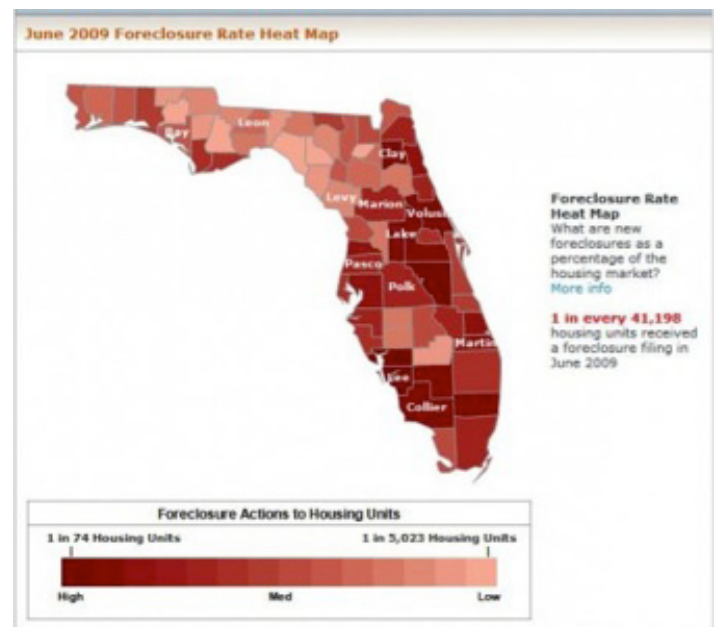 June 2009 Foreclosure Rate Heat Map
Bay
Leon
Clay
Levy
Marion
Volusi
Lake
Pasco
Polk
Martin
Lee
Collier
Foreclosure Rate
Heat Map
What are new
foreclosures as a
percentage of the
housing market?
More info
1 in every 41,198
housing units received
a foreclosure filing in
June 2009
Foreclosure Actions to Housing Units
1 in 74 Housing Units 1 in 5,023 Housing Units
High Med Low